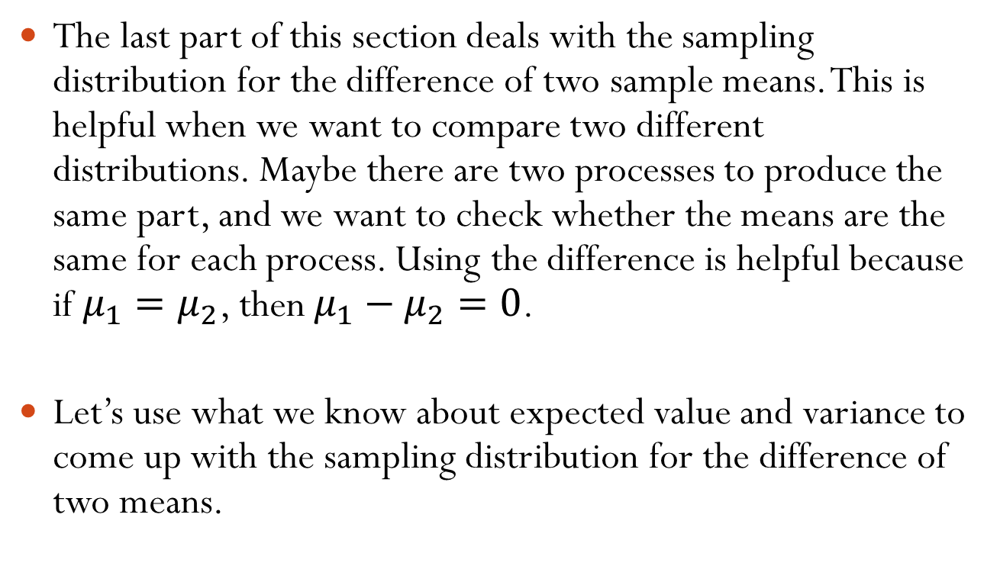 • The last part of this section deals with the sampling
distribution for the difference of two sample means. This is
helpful when we want to compare two different
distributions. Maybe there are two processes to produce the
same part, and we want to check whether the means are the
same for each process. Using the difference is helpful because
if μ₁ = μ₂, then μ₁ − μ₂ = 0.
• Let’s use what we know about expected value and variance to
come up with the sampling distribution for the difference of
two means.